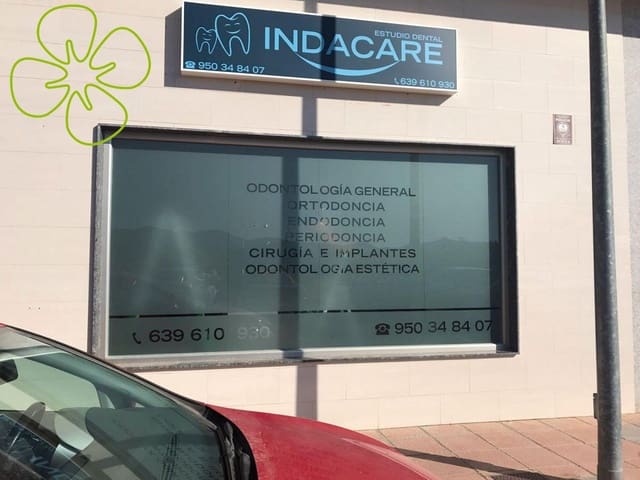 ESTUDIO DENTAL
INDACARE
950 34 84 07
639 610 930
ODONTOLOGÍA GENERAL
ORTODONCIA
ENDODONCIA
PERIODONCIA
CIRUGÍA E IMPLANTES
ODONTOLOGIA ESTÉTICA
639 610 930
950 34 84 07